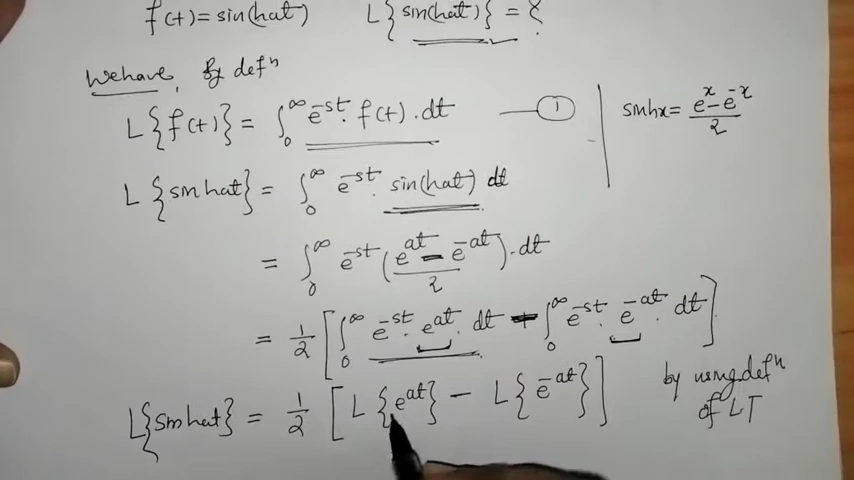 f(t) = sin(hat)   L{sin(hat)} = ?
We have, By defⁿ
L{f(t)} = ∫₀^∞ e^-st . f(t) . dt —— ①
sinhx = (e^x - e^-x)/2
L{sinhat} = ∫₀^∞ e^-st . sin(hat) dt
= ∫₀^∞ e^-st ((e^at - e^-at)/2) . dt
= 1/2 [∫₀^∞ e^-st . e^at . dt - ∫₀^∞ e^-st . e^-at . dt].
L{sinhat} = 1/2 [L{e^at} - L{e^-at}]
by using defⁿ
of LT